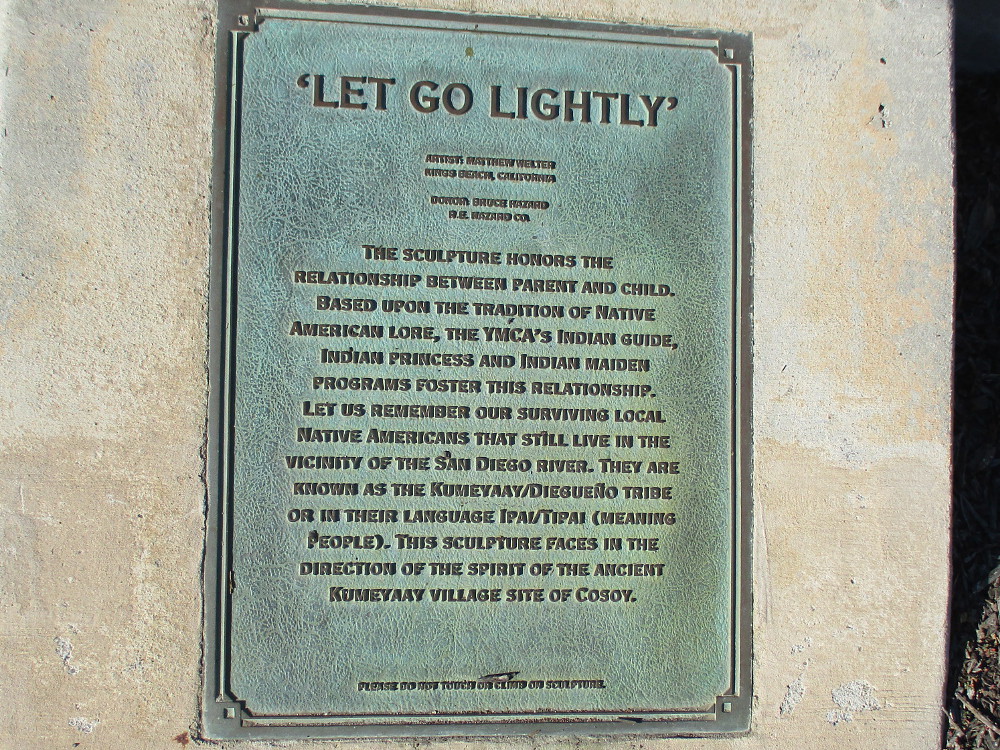 ‘LET GO LIGHTLY’
ARTIST: MATTHEW WELTER
KINGS BEACH, CALIFORNIA
DONOR: BRUCE HAZARD
R.E. HAZARD CO.
THE SCULPTURE HONORS THE
RELATIONSHIP BETWEEN PARENT AND CHILD.
BASED UPON THE TRADITION OF NATIVE
AMERICAN LORE, THE YMCA'S INDIAN GUIDE,
INDIAN PRINCESS AND INDIAN MAIDEN
PROGRAMS FOSTER THIS RELATIONSHIP.
LET US REMEMBER OUR SURVIVING LOCAL
NATIVE AMERICANS THAT STILL LIVE IN THE
VICINITY OF THE SAN DIEGO RIVER. THEY ARE
KNOWN AS THE KUMEYAAY/DIEGUEÑO TRIBE
OR IN THEIR LANGUAGE IPAI/TIPAI (MEANING
PEOPLE). THIS SCULPTURE FACES IN THE
DIRECTION OF THE SPIRIT OF THE ANCIENT
KUMEYAAY VILLAGE SITE OF COSOY.
PLEASE DO NOT TOUCH OR CLIMB ON SCULPTURE.